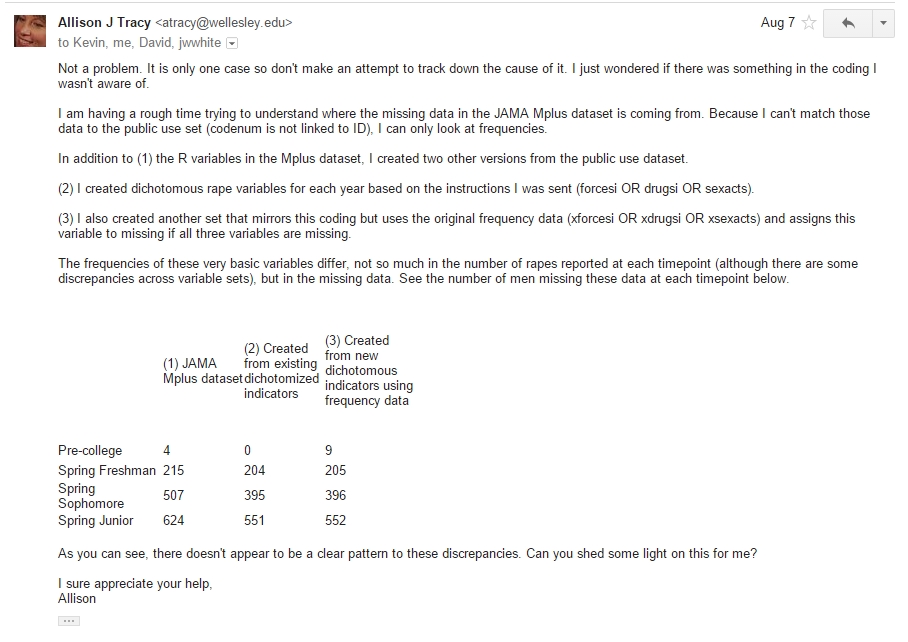 Allison J Tracy <atracy@wellesley.edu>
Aug 7
to Kevin, me, David, jwwhite
Not a problem. It is only one case so don't make an attempt to track down the cause of it. I just wondered if there was something in the coding I
wasn't aware of.
I am having a rough time trying to understand where the missing data in the JAMA Mplus dataset is coming from. Because I can't match those
data to the public use set (codenum is not linked to ID), I can only look at frequencies.
In addition to (1) the R variables in the Mplus dataset, I created two other versions from the public use dataset.
(2) I created dichotomous rape variables for each year based on the instructions I was sent (forcesi OR drugsi OR sexacts).
(3) I also created another set that mirrors this coding but uses the original frequency data (xforcesi OR xdrugsi OR xsexacts) and assigns this
variable to missing if all three variables are missing.
The frequencies of these very basic variables differ, not so much in the number of rapes reported at each timepoint (although there are some
discrepancies across variable sets), but in the missing data. See the number of men missing these data at each timepoint below.
(1) JAMA
Mplus dataset
(2) Created
from existing
dichotomized
indicators
(3) Created
from new
dichotomous
indicators using
frequency data
Pre-college 4 0 9
Spring Freshman 215 204 205
Spring
Sophomore 507 395 396
Spring Junior 624 551 552
As you can see, there doesn't appear to be a clear pattern to these discrepancies. Can you shed some light on this for me?
I sure appreciate your help,
Allison